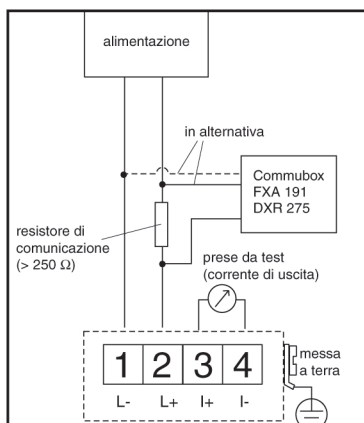 alimentazione
in alternativa
Commubox
FXA 191
DXR 275
resistore di
comunicazione
(> 250 Ω)
prese da test
(corrente di uscita)
1 2 3 4
L- L+ I+ I-
messa
a terra